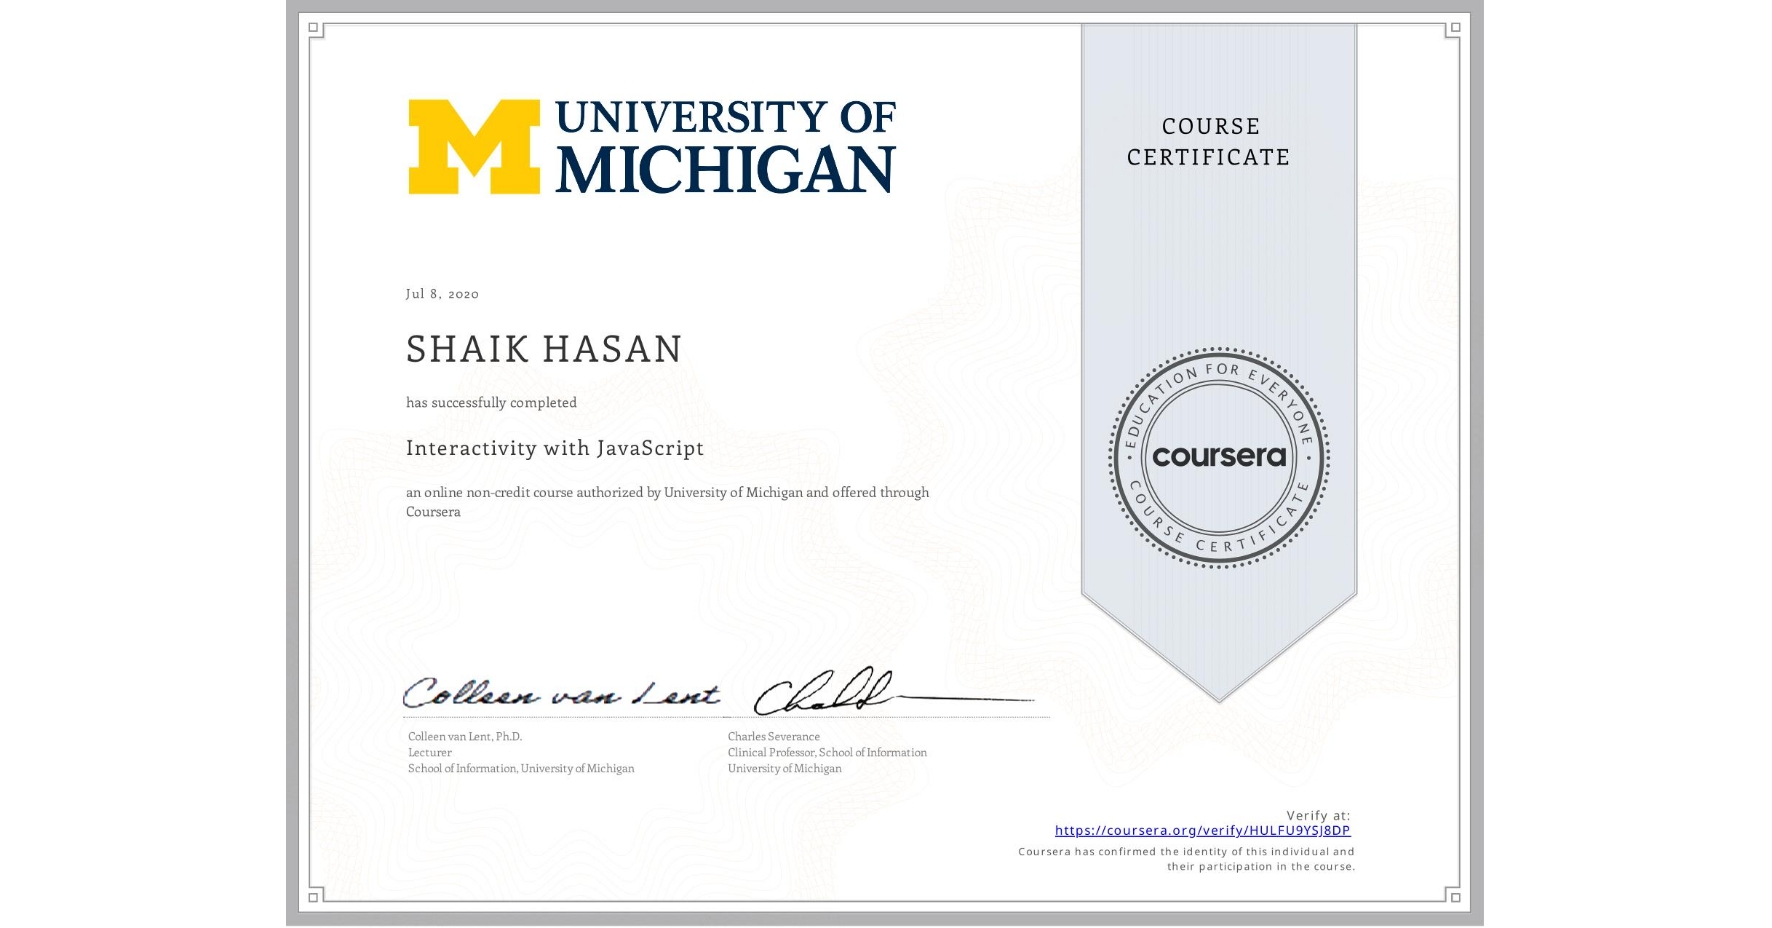 UNIVERSITY OF
MICHIGAN
COURSE
CERTIFICATE
Jul 8, 2020
SHAIK HASAN
has successfully completed
Interactivity with JavaScript
an online non-credit course authorized by University of Michigan and offered through
Coursera
EDUCATION FOR EVERYONE
coursera
COURSE CERTIFICATE
Colleen van Lent
Colleen van Lent, Ph.D.
Lecturer
School of Information, University of Michigan
Charles Severance
Clinical Professor, School of Information
University of Michigan
Verify at:
https://coursera.org/verify/HULFU9YSJ8DP
Coursera has confirmed the identity of this individual and
their participation in the course.